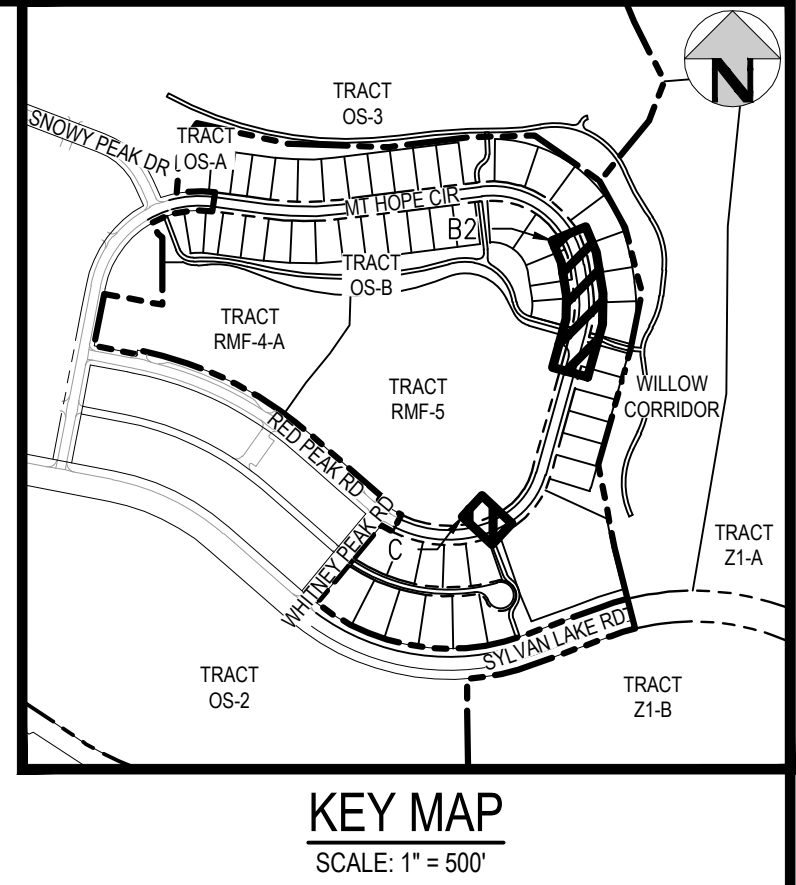 N
TRACT
OS-3
SNOWY PEAK DR
TRACT
OS-A
MT HOPE CIR
B2
TRACT
OS-B
TRACT
RMF-4-A
TRACT
RMF-5
WILLOW
CORRIDOR
RED PEAK RD
WHITNEY PEAK RD
C
TRACT
Z1-A
SYLVAN LAKE RD
TRACT
OS-2
TRACT
Z1-B
KEY MAP
SCALE: 1" = 500'